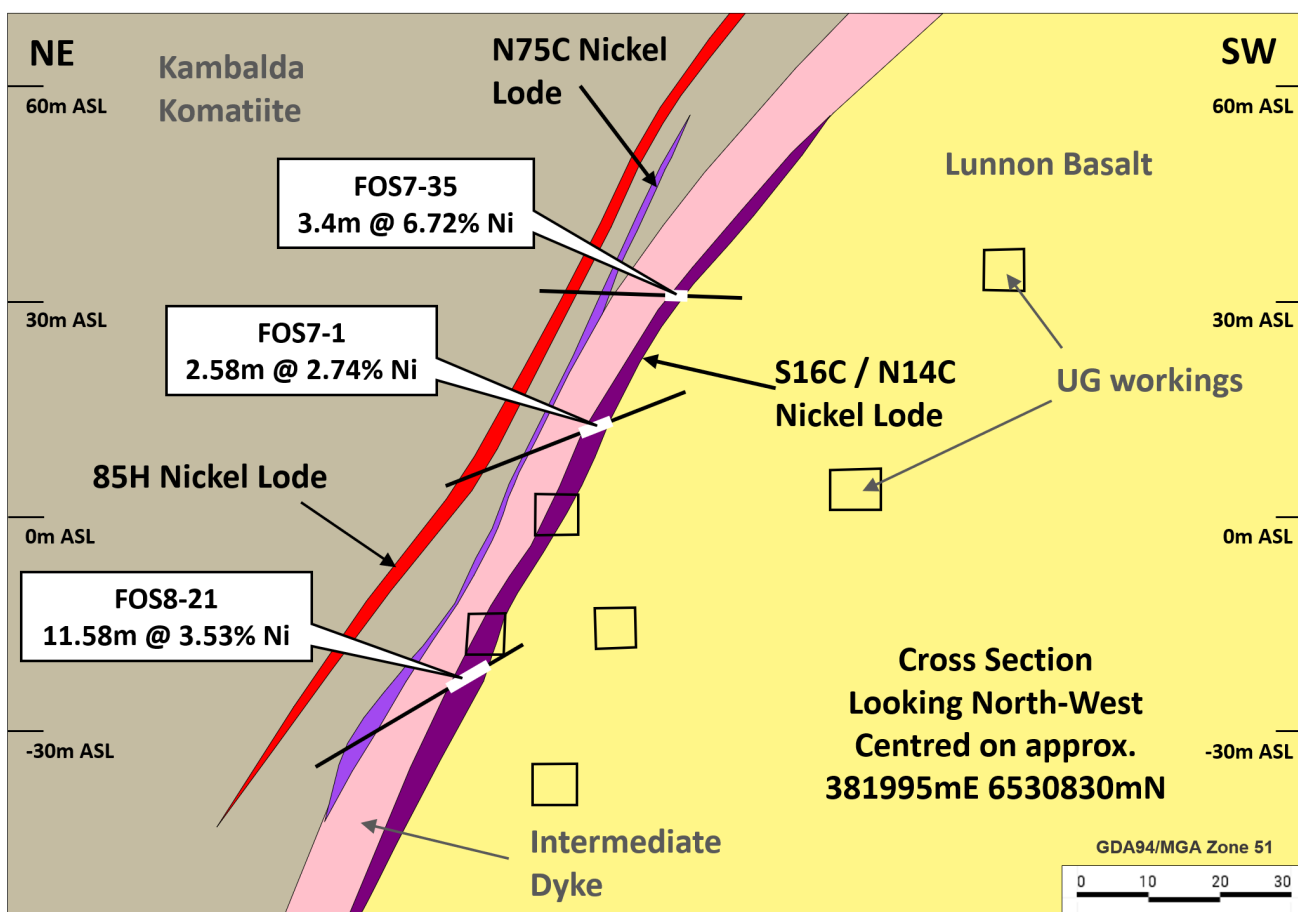 NE
SW
Kambalda
Komatiite
N75C Nickel
Lode
60m ASL
60m ASL
Lunnon Basalt
FOS7-35
3.4m @ 6.72% Ni
30m ASL
30m ASL
FOS7-1
2.58m @ 2.74% Ni
S16C / N14C
Nickel Lode
UG workings
85H Nickel Lode
0m ASL
0m ASL
FOS8-21
11.58m @ 3.53% Ni
Cross Section
Looking North-West
Centred on approx.
381995mE 6530830mN
-30m ASL
-30m ASL
Intermediate
Dyke
GDA94/MGA Zone 51
0 10 20 30